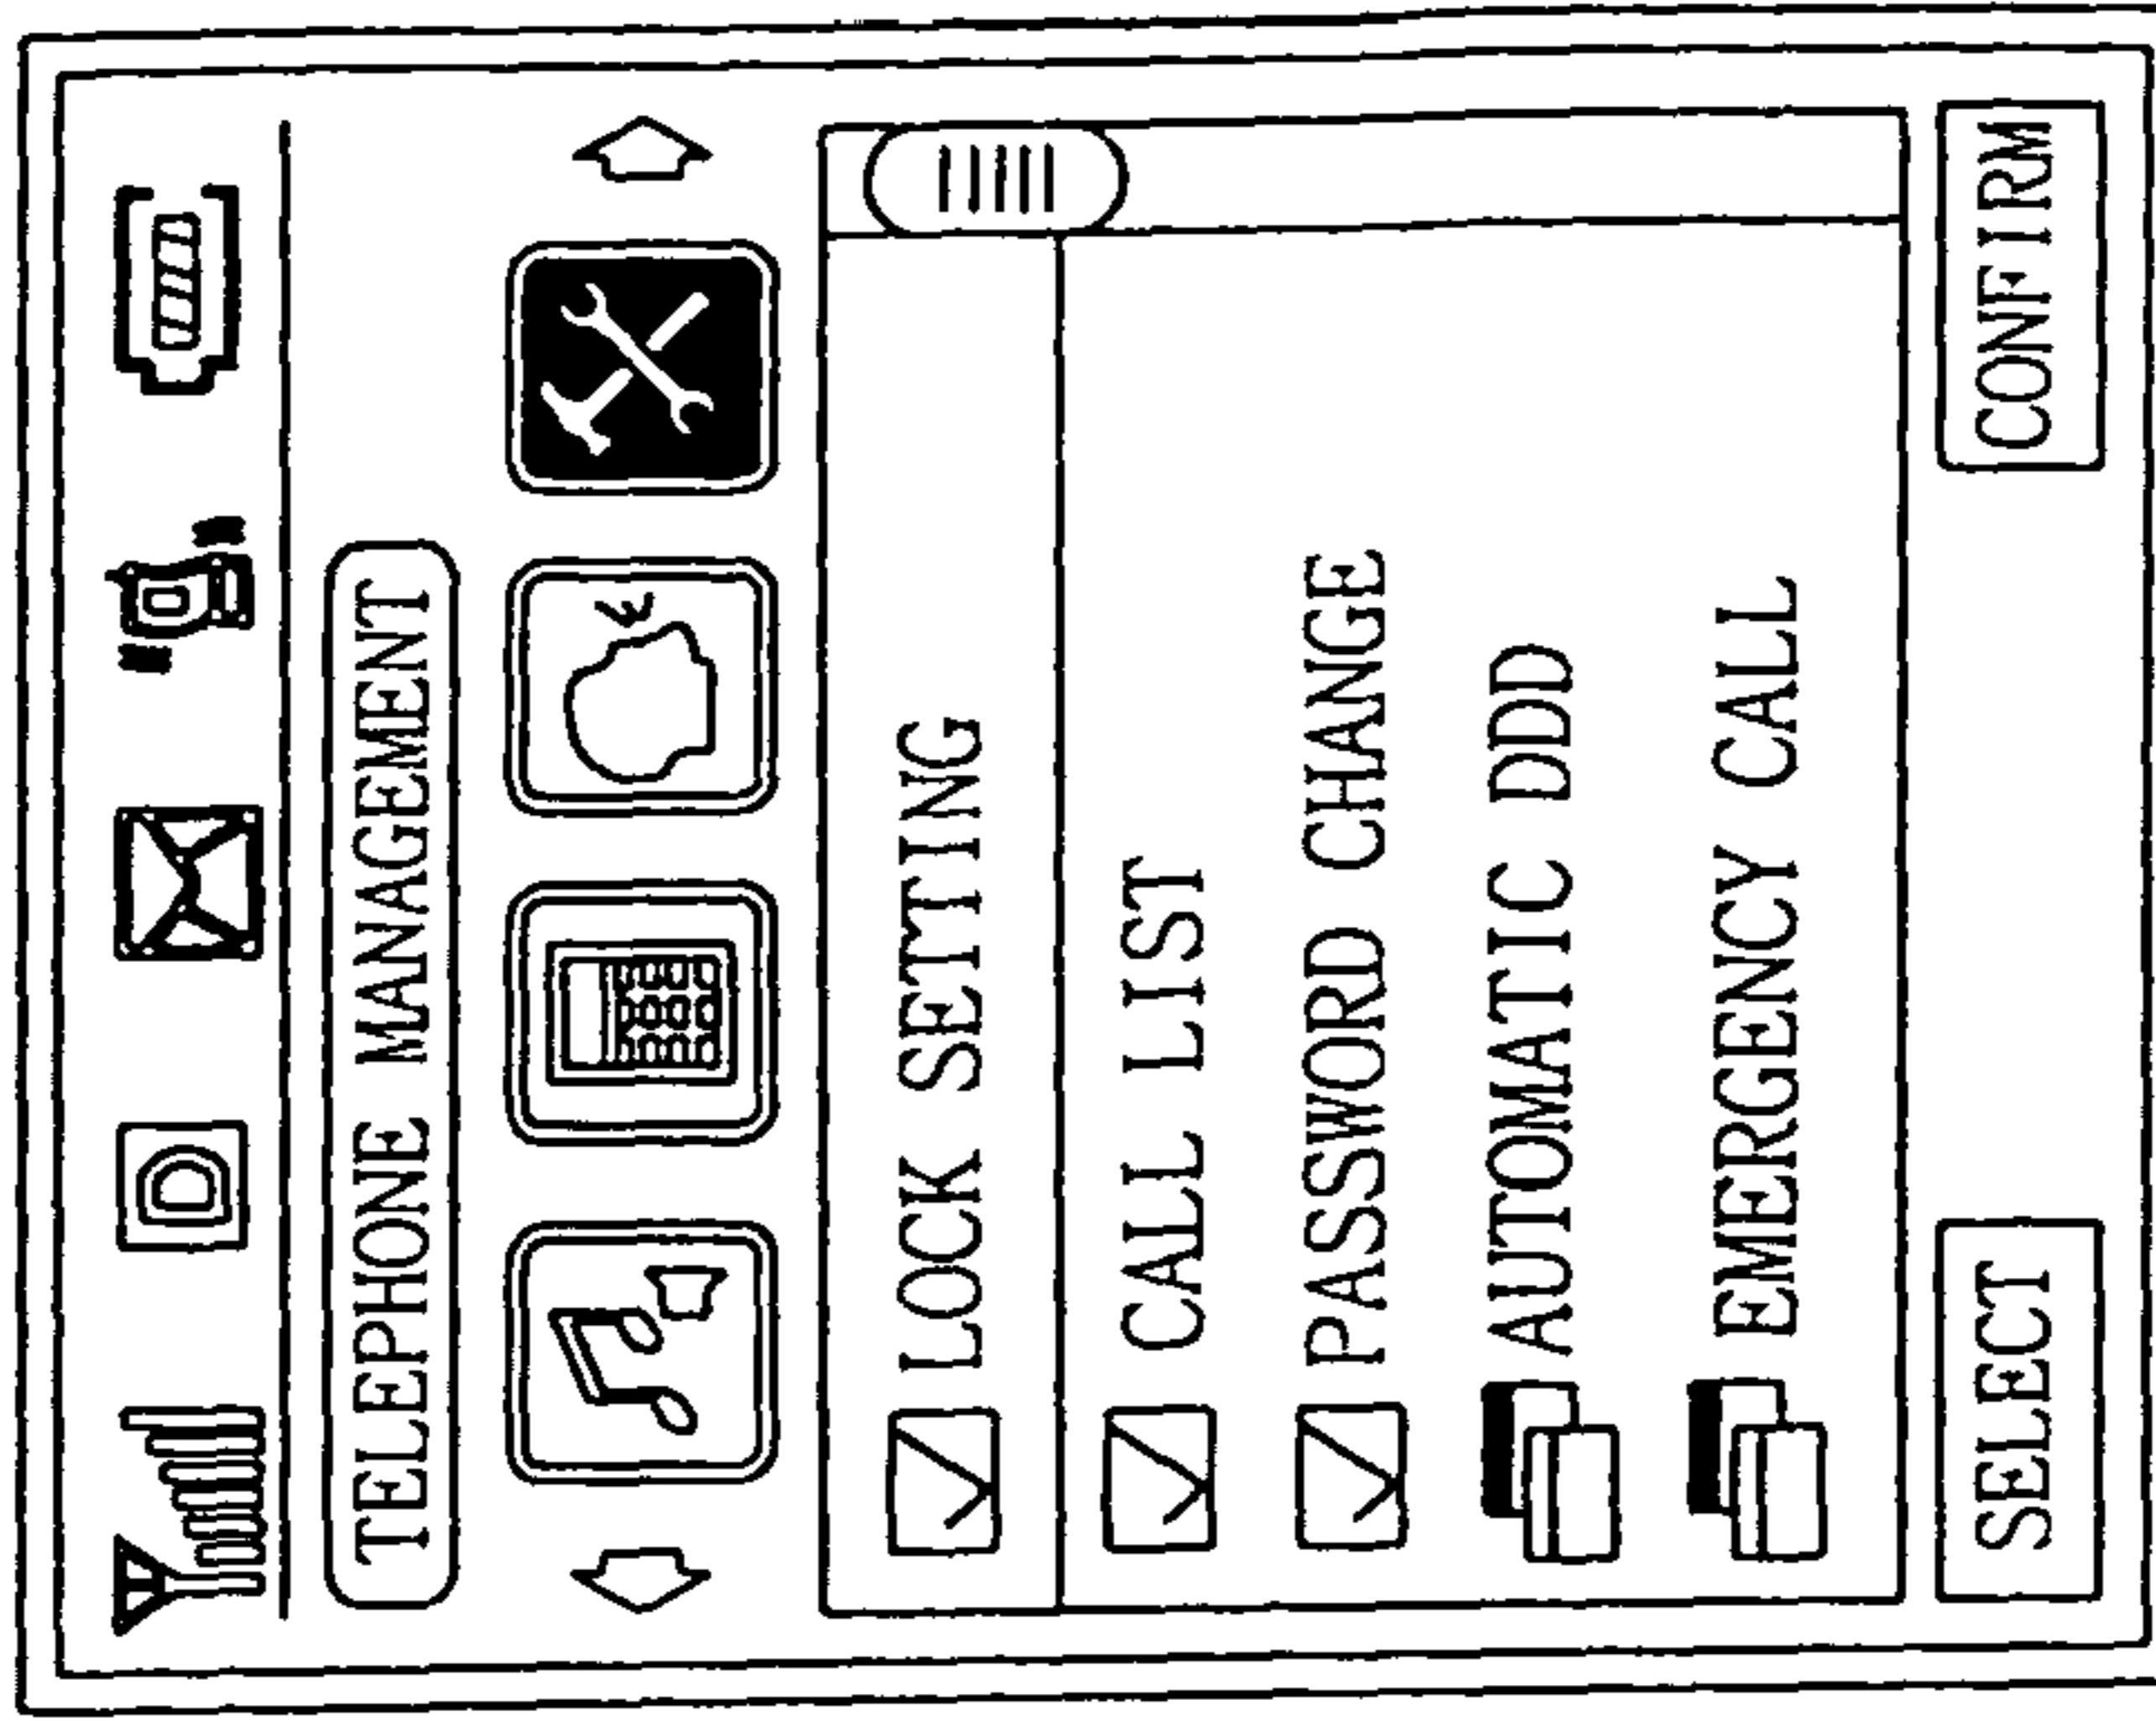 TELEPHONE MANAGEMENT
LOCK SETTING
CALL LIST
PASSWORD CHANGE
AUTOMATIC DDD
EMERGENCY CALL
SELECT
CONFIRM